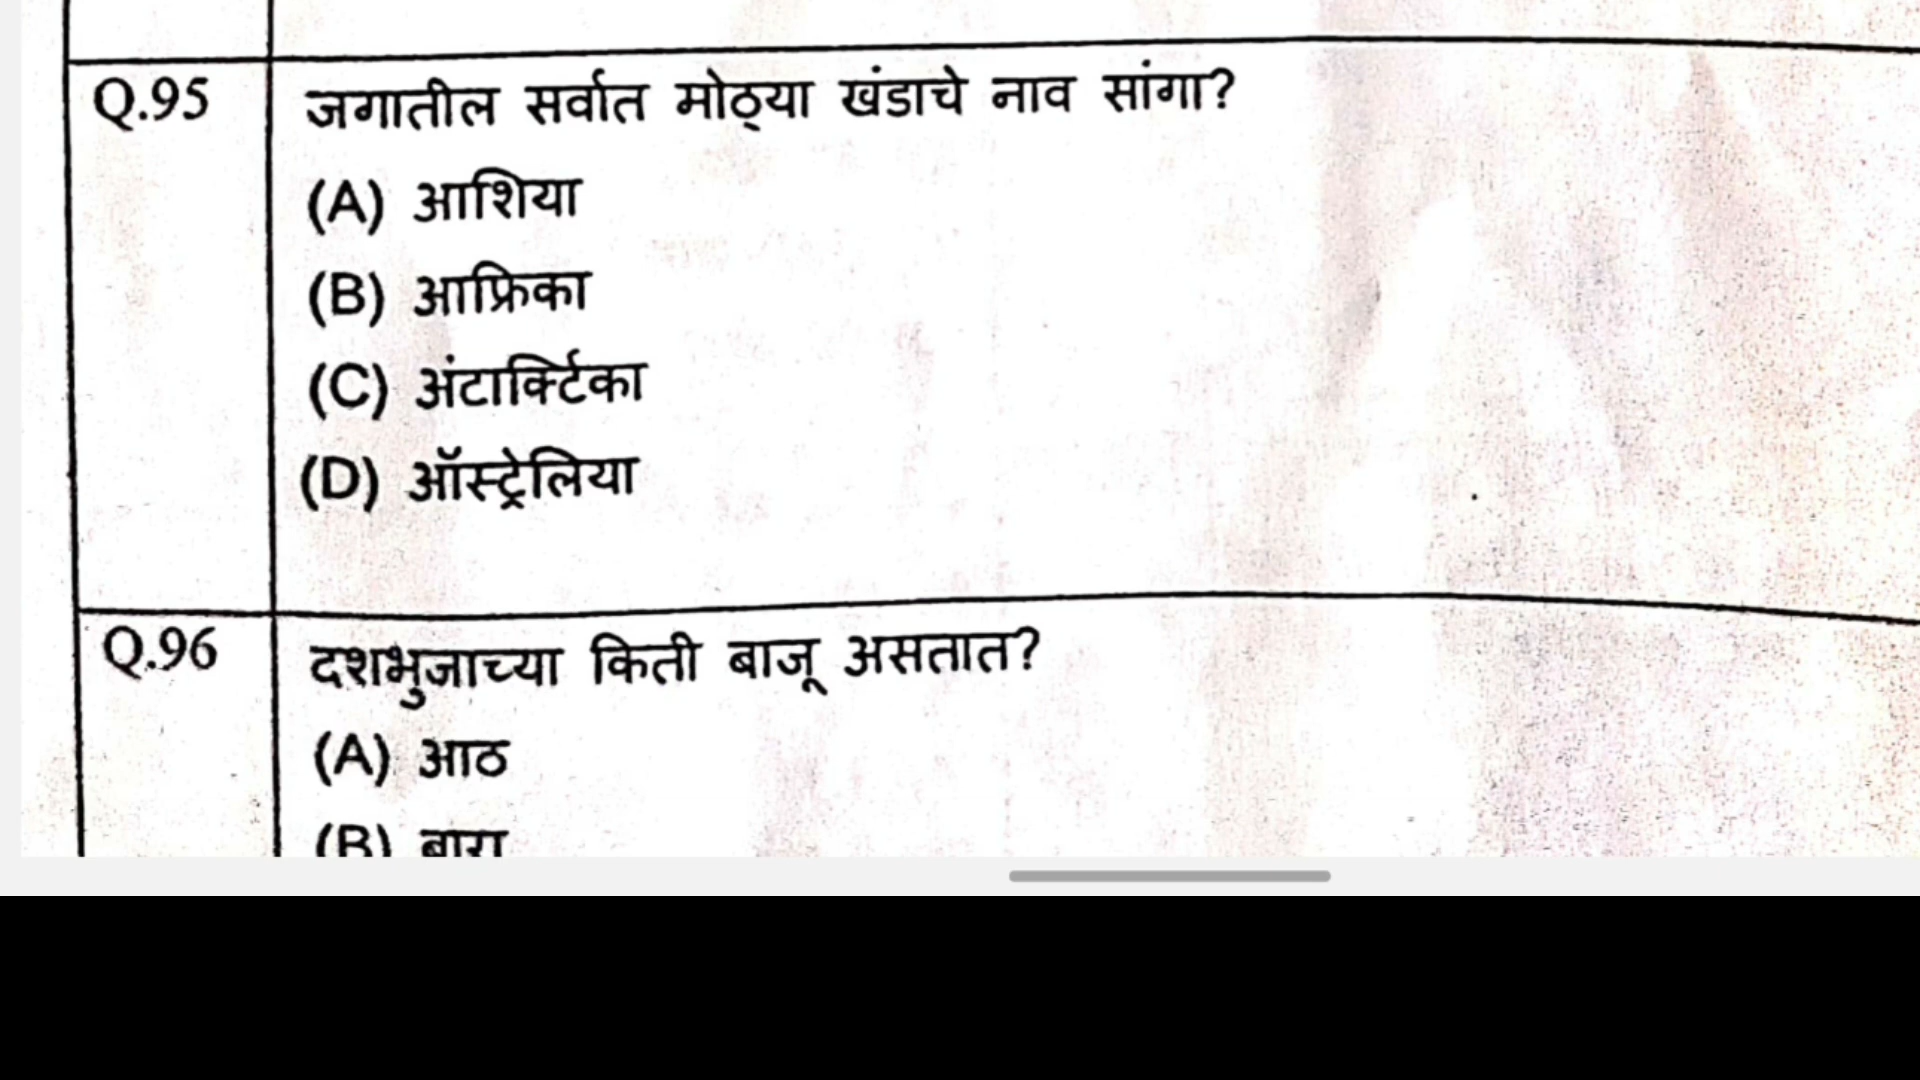 Q.95 जगातील सर्वात मोठ्या खंडाचे नाव सांगा?
(A) आशिया
(B) आफ्रिका
(C) अंटार्क्टिका
(D) ऑस्ट्रेलिया
Q.96 दशभुजाच्या किती बाजू असतात?
(A) आठ
(B) बारा